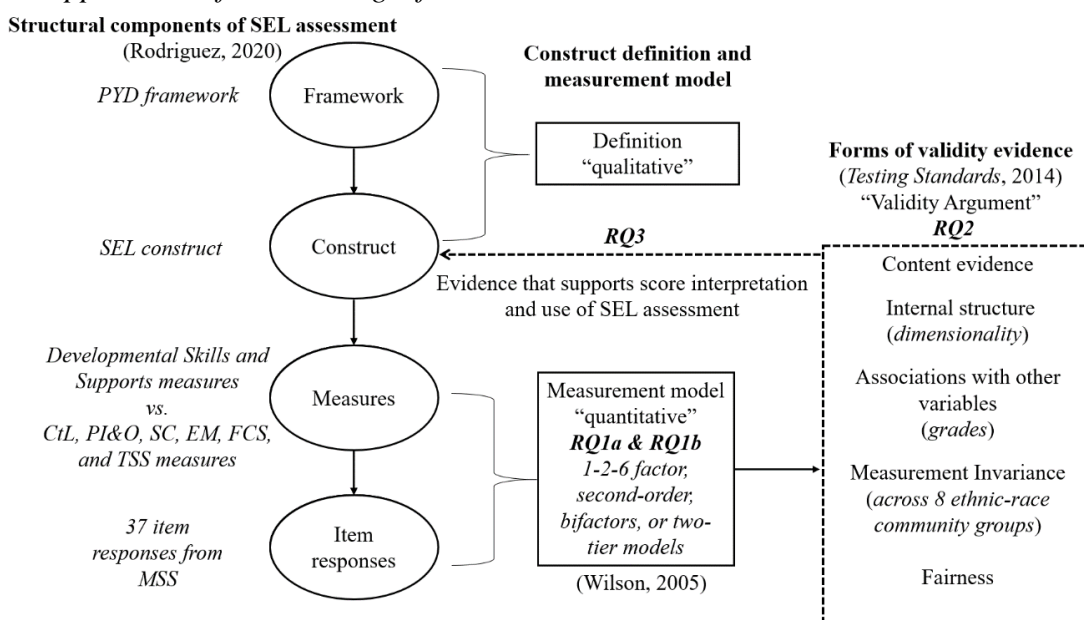 Structural components of SEL assessment
(Rodriguez, 2020)
PYD framework
Framework
SEL construct
Construct
Developmental Skills and
Supports measures
vs.
CtL, PI&O, SC, EM, FCS,
and TSS measures
Measures
37 item
responses from
MSS
Item
responses
Construct definition and
measurement model
Definition
“qualitative”
RQ3
Evidence that supports score interpretation
and use of SEL assessment
Measurement model
“quantitative”
RQ1a & RQ1b
1-2-6 factor,
second-order,
bifactors, or two-
tier models
(Wilson, 2005)
Forms of validity evidence
(Testing Standards, 2014)
“Validity Argument”
RQ2
Content evidence
Internal structure
(dimensionality)
Associations with other
variables
(grades)
Measurement Invariance
(across 8 ethnic-race
community groups)
Fairness